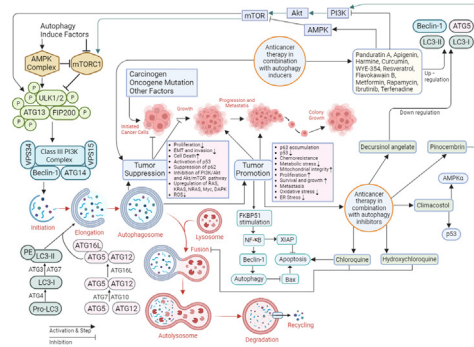 Autophagy
Induce Factors
AMPK
Complex
mTORC1
P
P
P
P
P
P
ULK1/2
ATG13
FIP200
VPS34
Class III PI3K
Complex
VPS15
Beclin-1
ATG14
Initiation
Elongation
Autophagosome
PE
LC3-II
ATG3
ATG7
LC3-I
ATG4
Pro-LC3
ATG16L
ATG5
ATG12
ATG16L
ATG5
ATG12
ATG7
ATG10
ATG5
ATG12
Activation & Step
Inhibition
mTOR
Akt
PI3K
AMPK
Carcinogen
Oncogene Mutation
Other Factors
Initiated
Cancer Cells
Growth
Progression and
Metastasis
Colony Growth
Anticancer
therapy in
combination with
autophagy
inducers
Panduratin A, Apigenin,
Harmine, Curcumin,
WYE-354, Resveratrol,
Flavokawain B,
Metformin, Rapamycin,
Ibrutinib, Terfenadine
Beclin-1
ATG5
LC3-II
LC3-I
Up -
regulation
Down regulation
Tumor
Suppression
Proliferation↓
EMT and invasion↓
Cell Death↑
Activation of p53
Suppression of p62
Inhibition of PI3K/Akt
and Akt/mTOR pathway
Upregulation of RAS,
KRAS, NRAS, Myc, DAPK
ROS↓
Tumor
Promotion
p62 accumulation
p53↓
Chemoresistance
Metabolic stress↓
Mitochondrial integrity↑
Proliferation↑
Survival and growth↑
Metastasis
Oxidative stress↓
ER Stress↓
Decursinol angelate
Pinocembrin
Anticancer
therapy in
combination
with autophagy
inhibitors
AMPKα
Climacostol
p53
Chloroquine
Hydroxychloroquine
FKBP51
stimulation
NF-κB
XIAP
Beclin-1
Apoptosis
Autophagy
Bax
Lysosome
Fusion
Autolysosome
Degradation
Recycling